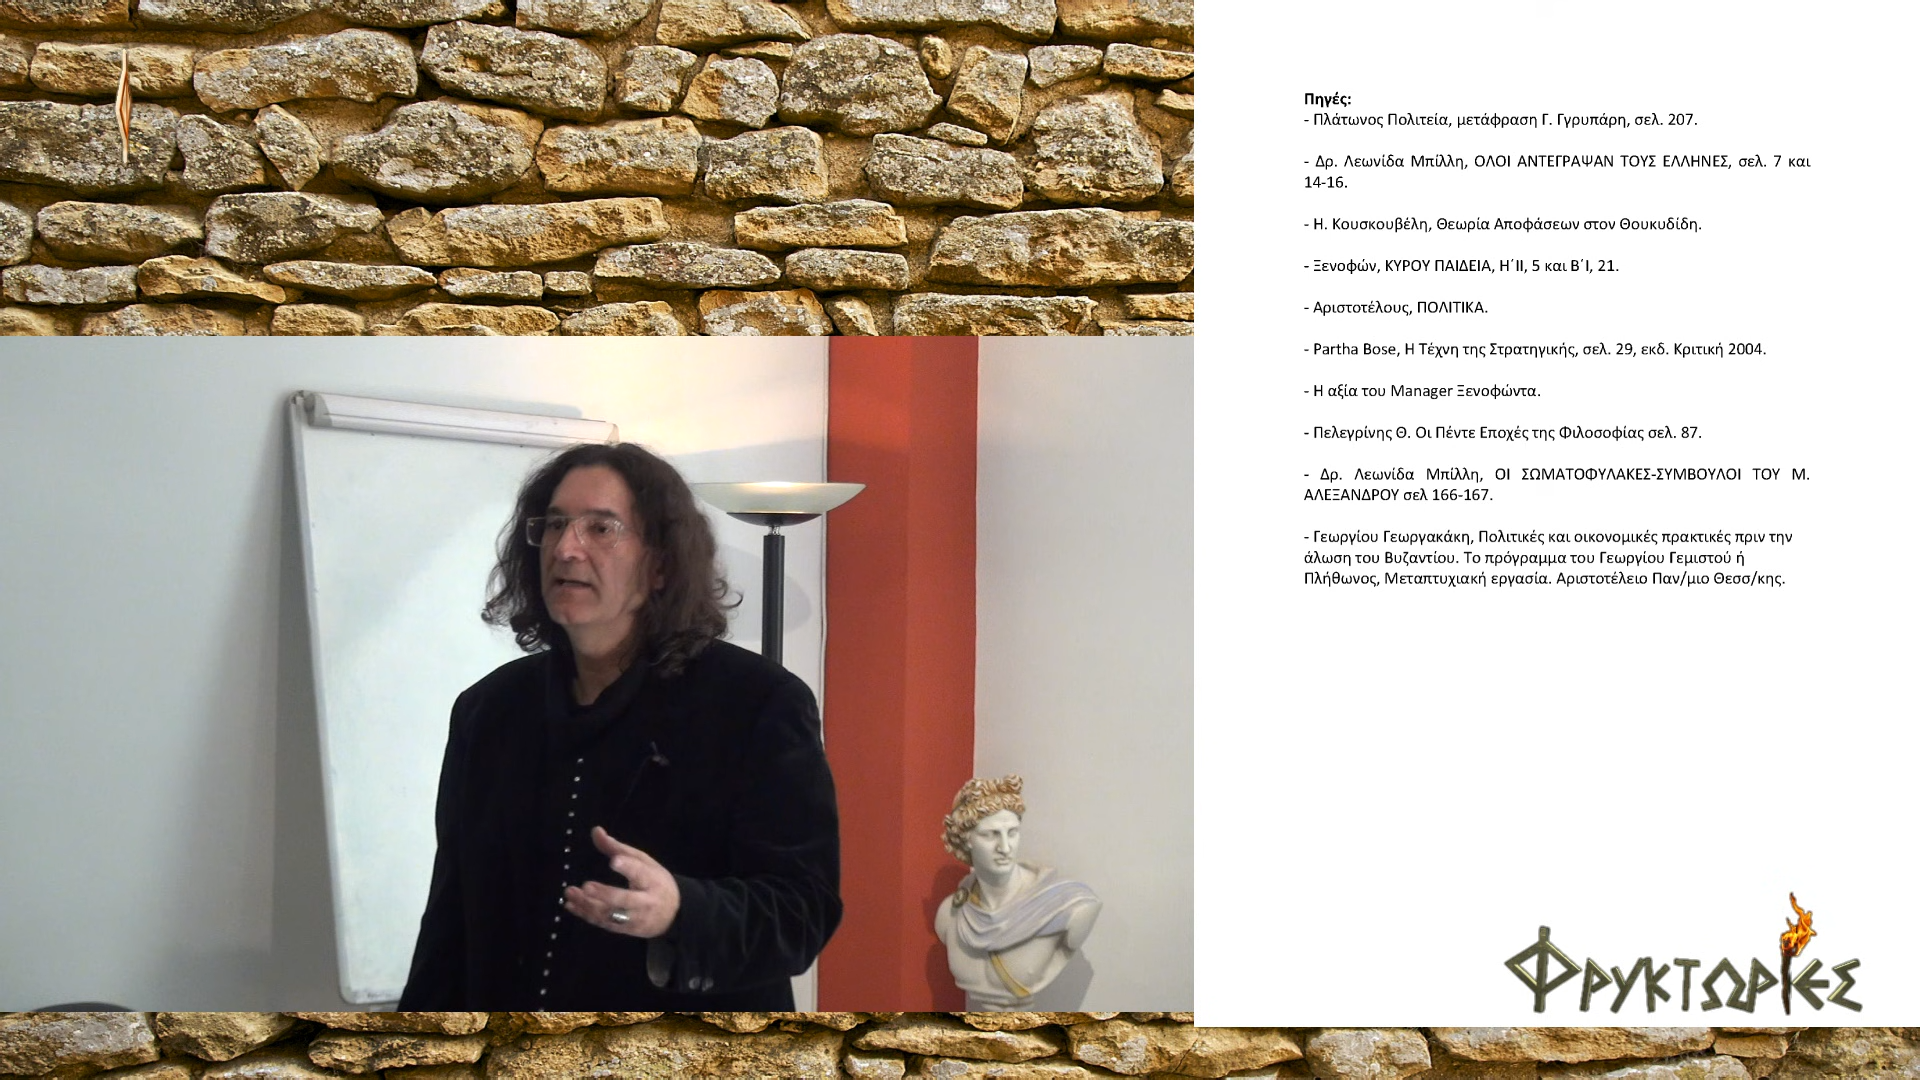 Πηγές:
- Πλάτωνος Πολιτεία, μετάφραση Γ. Γγρυπάρη, σελ. 207.
- Δρ. Λεωνίδα Μπίλλη, ΟΛΟΙ ΑΝΤΕΓΡΑΨΑΝ ΤΟΥΣ ΕΛΛΗΝΕΣ, σελ. 7 και
14-16.
- Η. Κουσκουβέλη, Θεωρία Αποφάσεων στον Θουκυδίδη.
- Ξενοφών, ΚΥΡΟΥ ΠΑΙΔΕΙΑ, Η΄ΙΙ, 5 και Β΄Ι, 21.
- Αριστοτέλους, ΠΟΛΙΤΙΚΑ.
- Partha Bose, Η Τέχνη της Στρατηγικής, σελ. 29, εκδ. Κριτική 2004.
- Η αξία του Manager Ξενοφώντα.
- Πελεγρίνης Θ. Οι Πέντε Εποχές της Φιλοσοφίας σελ. 87.
- Δρ. Λεωνίδα Μπίλλη, ΟΙ ΣΩΜΑΤΟΦΥΛΑΚΕΣ-ΣΥΜΒΟΥΛΟΙ ΤΟΥ Μ.
ΑΛΕΞΑΝΔΡΟΥ σελ 166-167.
- Γεωργίου Γεωργακάκη, Πολιτικές και οικονομικές πρακτικές πριν την
άλωση του Βυζαντίου. Το πρόγραμμα του Γεωργίου Γεμιστού ή
Πλήθωνος, Μεταπτυχιακή εργασία. Αριστοτέλειο Παν/μιο Θεσσ/κης.
ΦΡΥΚΤΩΡΙΕΣ